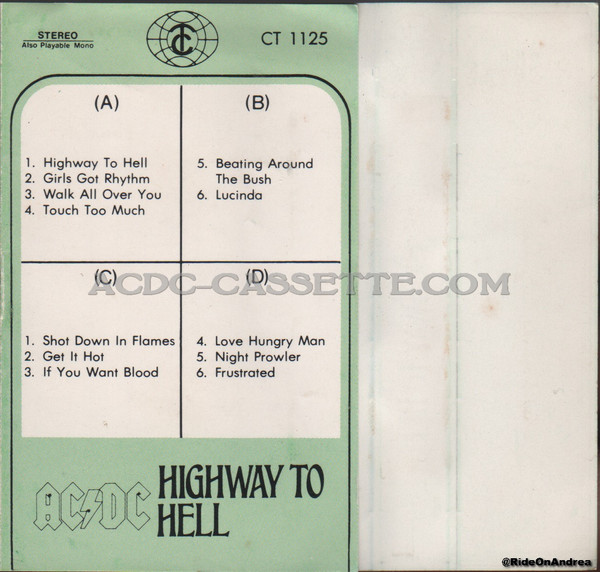 STEREO
Also Playable Mono
TC
CT 1125
(A)
1. Highway To Hell
2. Girls Got Rhythm
3. Walk All Over You
4. Touch Too Much
(B)
5. Beating Around
The Bush
6. Lucinda
(C)
1. Shot Down In Flames
2. Get It Hot
3. If You Want Blood
(D)
4. Love Hungry Man
5. Night Prowler
6. Frustrated
ACDC-CASSETTE.COM
AC/DC
HIGHWAY TO
HELL
@RideOnAndrea